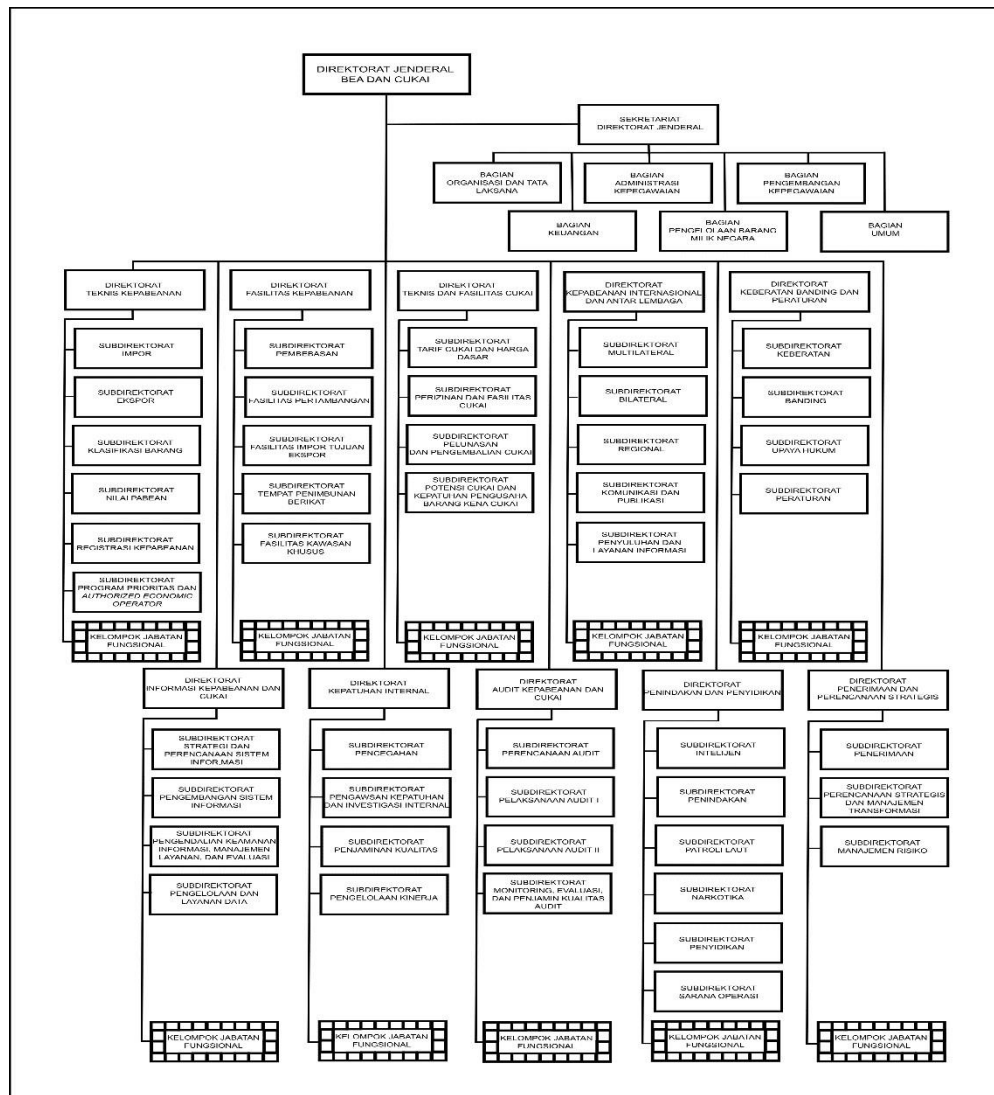 DIREKTORAT JENDERAL
BEA DAN CUKAI
SEKRETARIAT
DIREKTORAT JENDERAL
BAGIAN
ORGANISASI DAN TATA
LAKSANA
BAGIAN
ADMINISTRASI
KEPEGAWAIAN
BAGIAN
PENGEMBANGAN
KEPEGAWAIAN
BAGIAN
KEUANGAN
BAGIAN
PENGELOLAAN BARANG
MILIK NEGARA
BAGIAN
UMUM
DIREKTORAT
TEKNIS KEPABEANAN
SUBDIREKTORAT
IMPOR
SUBDIREKTORAT
EKSPOR
SUBDIREKTORAT
KLASIFIKASI BARANG
SUBDIREKTORAT
NILAI PABEAN
SUBDIREKTORAT
REGISTRASI KEPABEANAN
SUBDIREKTORAT
PROGRAM PRIORITAS DAN
AUTHORIZED ECONOMIC
OPERATOR
KELOMPOK JABATAN
FUNGSIONAL
DIREKTORAT
FASILITAS KEPABEANAN
SUBDIREKTORAT
PEMBEBASAN
SUBDIREKTORAT
FASILITAS PERTAMBANGAN
SUBDIREKTORAT
FASILITAS IMPOR TUJUAN
EKSPOR
SUBDIREKTORAT
TEMPAT PENIMBUNAN
BERIKAT
SUBDIREKTORAT
FASILITAS KAWASAN
KHUSUS
KELOMPOK JABATAN
FUNGSIONAL
DIREKTORAT
TEKNIS DAN FASILITAS CUKAI
SUBDIREKTORAT
TARIF CUKAI DAN HARGA
DASAR
SUBDIREKTORAT
PERIZINAN DAN FASILITAS
CUKAI
SUBDIREKTORAT
PELUNASAN
DAN PENGEMBALIAN CUKAI
SUBDIREKTORAT
POTENSI CUKAI DAN
KEPATUHAN PENGUSAHA
BARANG KENA CUKAI
KELOMPOK JABATAN
FUNGSIONAL
DIREKTORAT
KEPABEANAN INTERNASIONAL
DAN ANTAR LEMBAGA
SUBDIREKTORAT
MULTILATERAL
SUBDIREKTORAT
BILATERAL
SUBDIREKTORAT
REGIONAL
SUBDIREKTORAT
KOMUNIKASI DAN
PUBLIKASI
SUBDIREKTORAT
PENYULUHAN DAN
LAYANAN INFORMASI
KELOMPOK JABATAN
FUNGSIONAL
DIREKTORAT
KEBERATAN BANDING DAN
PERATURAN
SUBDIREKTORAT
KEBERATAN
SUBDIREKTORAT
BANDING
SUBDIREKTORAT
UPAYA HUKUM
SUBDIREKTORAT
PERATURAN
KELOMPOK JABATAN
FUNGSIONAL
DIREKTORAT
INFORMASI KEPABEANAN DAN
CUKAI
SUBDIREKTORAT
STRATEGI DAN
PERENCANAAN SISTEM
INFOR,MASI
SUBDIREKTORAT
PENGEMBANGAN SISTEM
INFORMASI
SUBDIREKTORAT
PENGENDALIAN KEAMANAN
INFORMASI, MANAJEMEN
LAYANAN, DAN EVALUASI
SUBDIREKTORAT
PENGELOLAAN DAN
LAYANAN DATA
KELOMPOK JABATAN
FUNGSIONAL
DIREKTORAT
KEPATUHAN INTERNAL
SUBDIREKTORAT
PENCEGAHAN
SUBDIREKTORAT
PENGAWSAN KEPATUHAN
DAN INVESTIGASI INTERNAL
SUBDIREKTORAT
PENJAMINAN KUALITAS
SUBDIREKTORAT
PENGELOLAAN KINERJA
KELOMPOK JABATAN
FUNGSIONAL
DIREKTORAT
AUDIT KEPABEANAN DAN
CUKAI
SUBDIREKTORAT
PERENCANAAN AUDIT
SUBDIREKTORAT
PELAKSANAAN AUDIT I
SUBDIREKTORAT
PELAKSANAAN AUDIT II
SUBDIREKTORAT
MONITORING, EVALUASI,
DAN PENJAMIN KUALITAS
AUDIT
KELOMPOK JABATAN
FUNGSIONAL
DIREKTORAT
PENINDAKAN DAN PENYIDIKAN
SUBDIREKTORAT
INTELIJEN
SUBDIREKTORAT
PENINDAKAN
SUBDIREKTORAT
PATROLI LAUT
SUBDIREKTORAT
NARKOTIKA
SUBDIREKTORAT
PENYIDIKAN
SUBDIREKTORAT
SARANA OPERASI
KELOMPOK JABATAN
FUNGSIONAL
DIREKTORAT
PENERIMAAN DAN
PERENCANAAN STRATEGIS
SUBDIREKTORAT
PENERIMAAN
SUBDIREKTORAT
PERENCANAAN STRATEGIS
DAN MANAJEMEN
TRANSFORMASI
SUBDIREKTORAT
MANAJEMEN RISIKO
KELOMPOK JABATAN
FUNGSIONAL